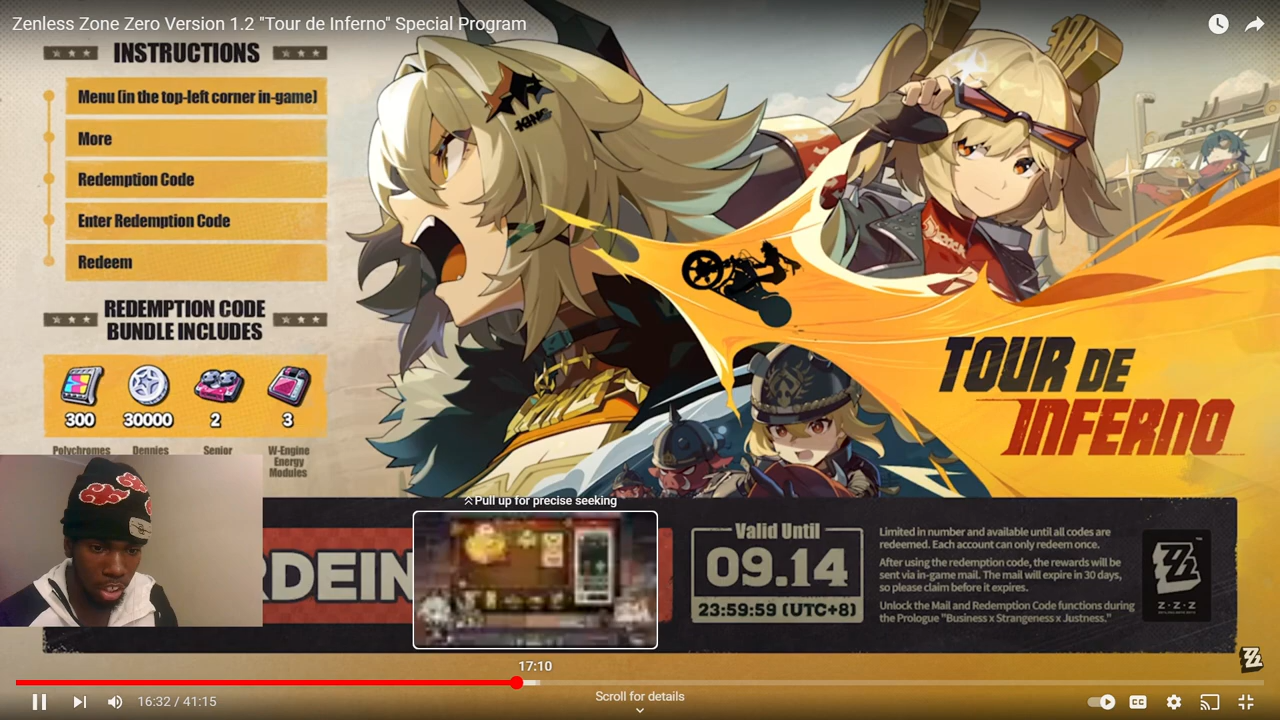 Zenless Zone Zero Version 1.2 "Tour de Inferno" Special Program
INSTRUCTIONS
Menu (in the top-left corner in-game)
More
Redemption Code
Enter Redemption Code
Redeem
REDEMPTION CODE
BUNDLE INCLUDES
300 30000 2 3
Polychromes Dennies Senior W-Engine
Energy
Modules
KING
TOUR DE
INFERNO
Pull up for precise seeking
RDEIN
Valid Until
09.14
23:59:59 (UTC+8)
Limited in number and available until all codes are
redeemed. Each account can only redeem once.
After using the redemption code, the rewards will be
sent via in-game mail. The mail will expire in 30 days,
so please claim before it expires.
Unlock the Mail and Redemption Code functions during
the Prologue "Business x Strangeness x Justness."
Z·Z·Z
17:10
16:32 / 41:15
Scroll for details
CC